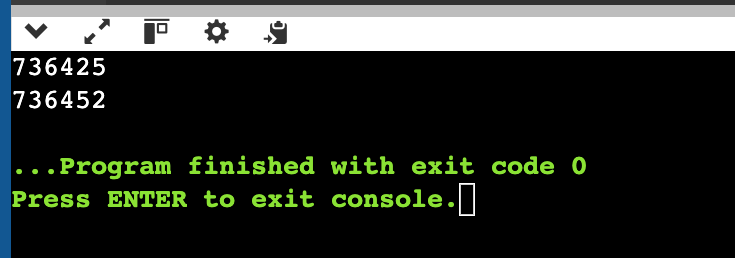 736425
736452
...Program finished with exit code 0
Press ENTER to exit console.